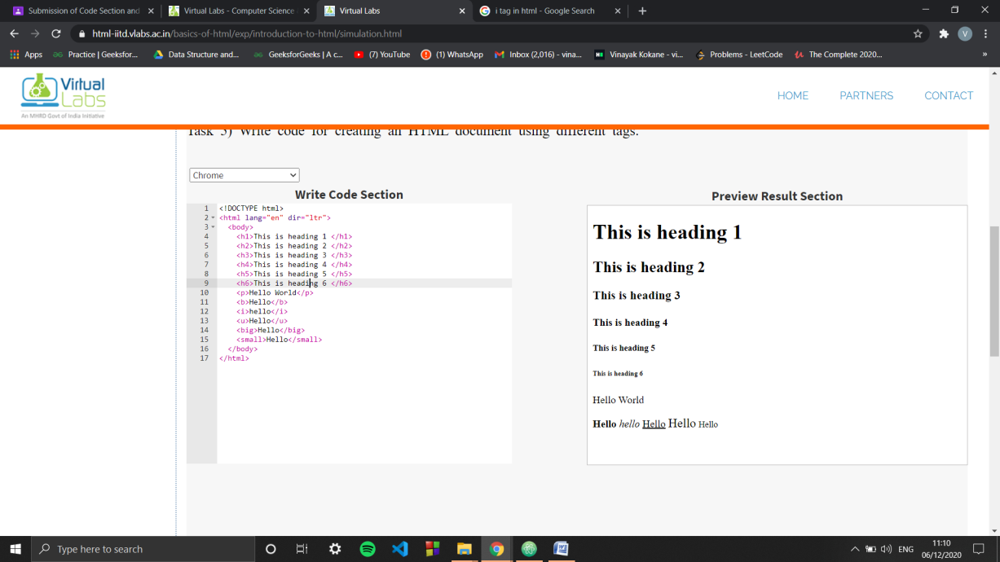 Submission of Code Section and
Virtual Labs - Computer Science
Virtual Labs
i tag in html - Google Search
html-iitd.vlabs.ac.in/basics-of-html/exp/introduction-to-html/simulation.html
V
Apps
Practice | Geeksfor...
Data Structure and...
GeeksforGeeks | A c...
(7) YouTube
(1) WhatsApp
Inbox (2,016) - vina...
Vinayak Kokane - vi...
Problems - LeetCode
The Complete 2020...
Virtual
Labs
An MHRD Govt of India Initiative
HOME
PARTNERS
CONTACT
Task 5) Write code for creating an HTML document using different tags.
Chrome
Write Code Section
Preview Result Section
1 <!DOCTYPE html>
2 <html lang="en" dir="ltr">
3 <body>
4 <h1>This is heading 1 </h1>
5 <h2>This is heading 2 </h2>
6 <h3>This is heading 3 </h3>
7 <h4>This is heading 4 </h4>
8 <h5>This is heading 5 </h5>
9 <h6>This is heading 6 </h6>
10 <p>Hello World</p>
11 <b>Hello</b>
12 <i>hello</i>
13 <u>Hello</u>
14 <big>Hello</big>
15 <small>Hello</small>
16 </body>
17 </html>
This is heading 1
This is heading 2
This is heading 3
This is heading 4
This is heading 5
This is heading 6
Hello World
Hello hello Hello Hello Hello
Type here to search
ENG
11:10
06/12/2020